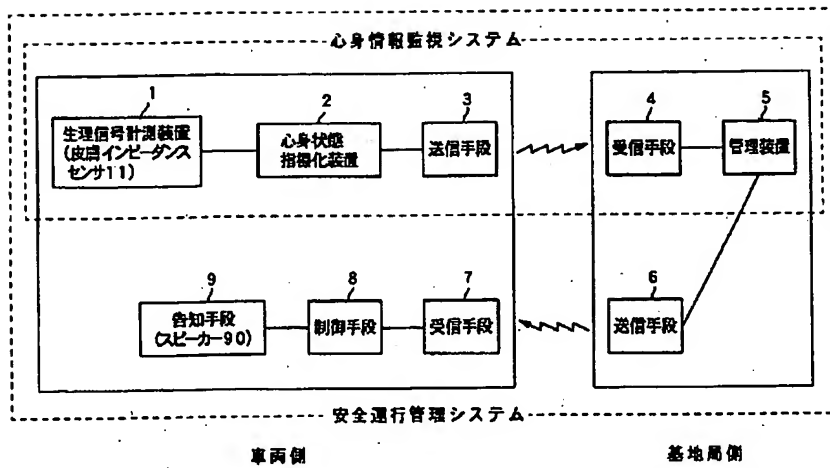 心身情報監視システム
1
生理信号計測装置
(皮膚インピーダンス
センサ11)
2
心身状態
指標化装置
3
送信手段
4
受信手段
5
管理装置
9
告知手段
(スピーカー90)
8
制御手段
7
受信手段
6
送信手段
安全運行管理システム
車両側
基地局側